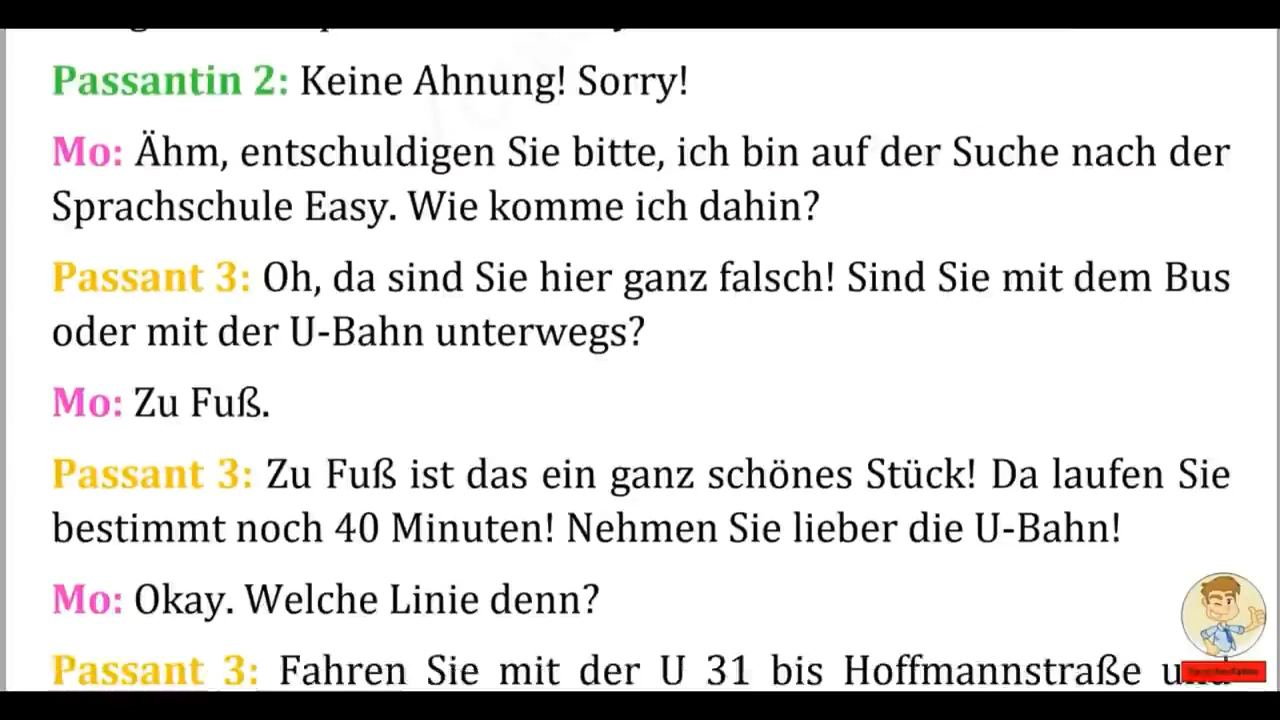 Passantin 2: Keine Ahnung! Sorry!
Mo: Ähm, entschuldigen Sie bitte, ich bin auf der Suche nach der
Sprachschule Easy. Wie komme ich dahin?
Passant 3: Oh, da sind Sie hier ganz falsch! Sind Sie mit dem Bus
oder mit der U-Bahn unterwegs?
Mo: Zu Fuß.
Passant 3: Zu Fuß ist das ein ganz schönes Stück! Da laufen Sie
bestimmt noch 40 Minuten! Nehmen Sie lieber die U-Bahn!
Mo: Okay. Welche Linie denn?
Passant 3: Fahren Sie mit der U 31 bis Hoffmannstraße und